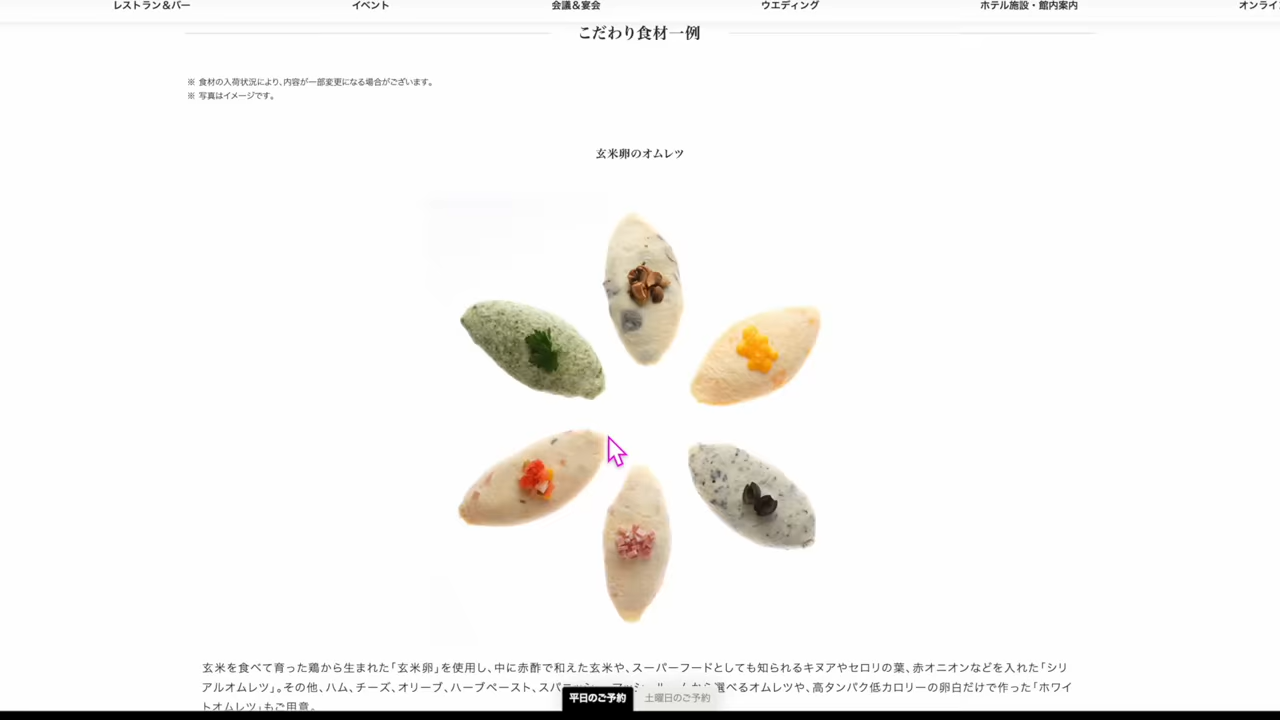 レストラン＆バー
イベント
会議＆宴会
ウエディング
ホテル施設・館内案内
オンライ
こだわり食材一例
※ 食材の入荷状況により、内容が一部変更になる場合がございます。
※ 写真はイメージです。
玄米卵のオムレツ
玄米を食べて育った鶏から生まれた「玄米卵」を使用し、中に赤酢で和えた玄米や、スーパーフードとしても知られるキヌアやセロリの葉、赤オニオンなどを入れた「シリ
アルオムレツ」。その他、ハム、チーズ、オリーブ、ハーブペースト、スパ から選べるオムレツや、高タンパク低カロリーの卵白だけで作った「ホワイ
トオムレツ」もご用意。
平日のご予約
土曜日のご予約